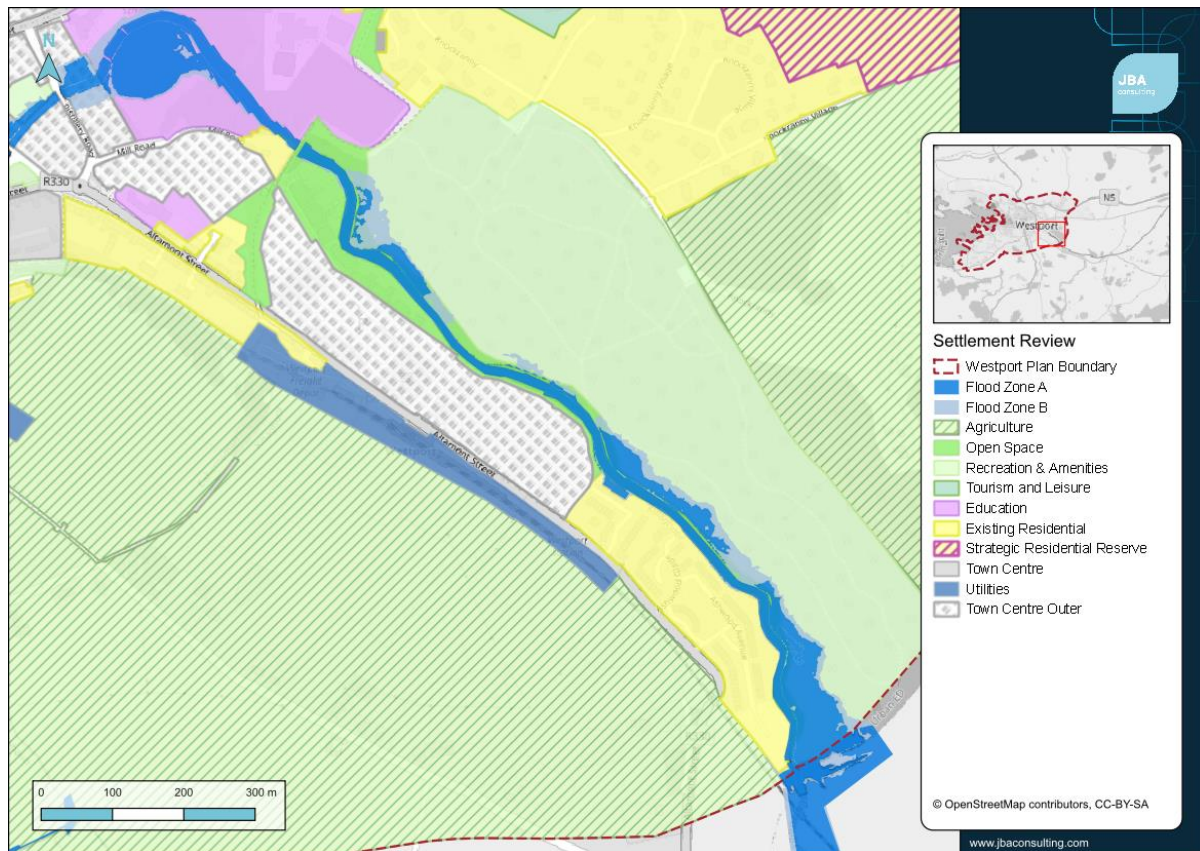 N
JBA
consulting
Mill Road
R330
Altamont Street
Altamont Street
N5
Westport
Settlement Review
Westport Plan Boundary
Flood Zone A
Flood Zone B
Agriculture
Open Space
Recreation & Amenities
Tourism and Leisure
Education
Existing Residential
Strategic Residential Reserve
Town Centre
Utilities
Town Centre Outer
0 100 200 300 m
© OpenStreetMap contributors, CC-BY-SA
www.jbaconsulting.com